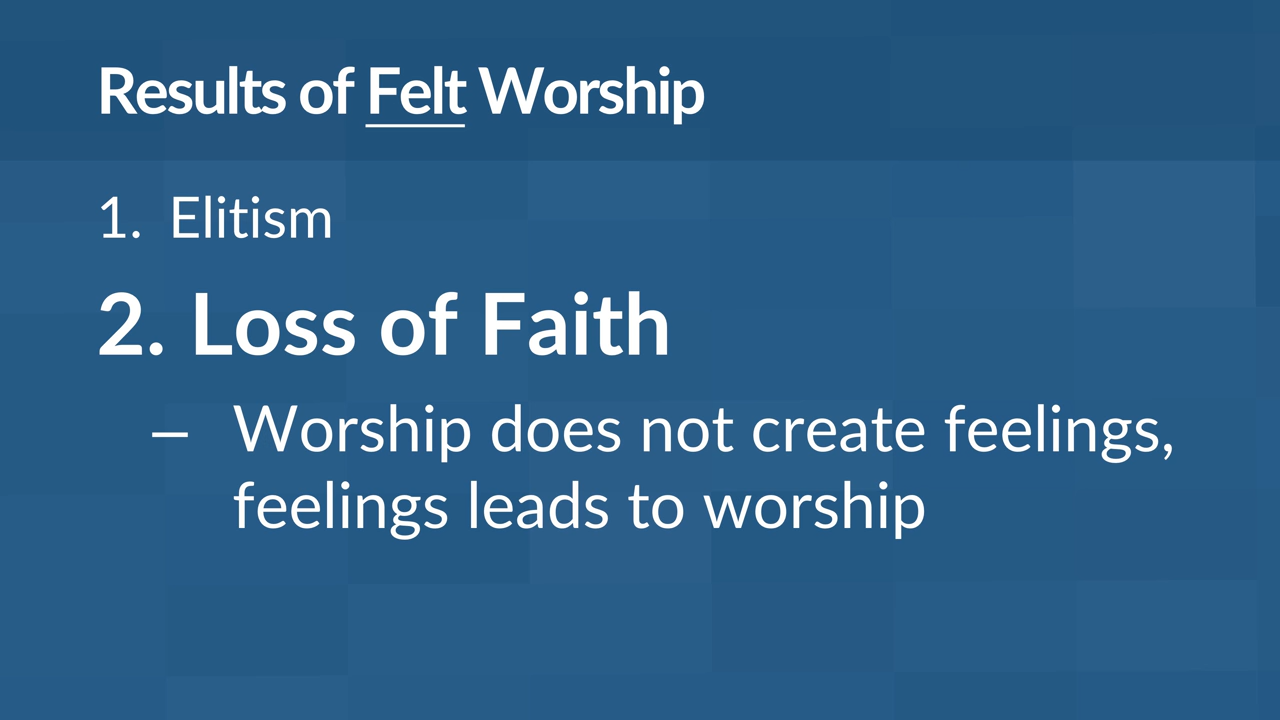 Results of Felt Worship
1. Elitism
2. Loss of Faith
– Worship does not create feelings,
feelings leads to worship